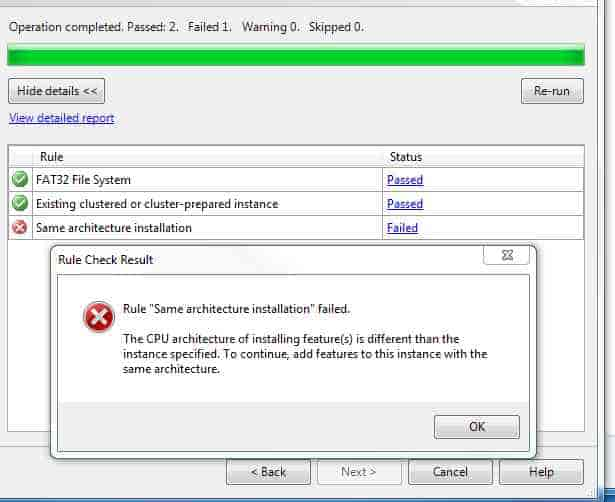 Operation completed. Passed: 2.   Failed 1.   Warning 0.   Skipped 0.
Hide details <<
Re-run
View detailed report
Rule Status
FAT32 File System Passed
Existing clustered or cluster-prepared instance Passed
Same architecture installation Failed
Rule Check Result
Rule "Same architecture installation" failed.
The CPU architecture of installing feature(s) is different than the
instance specified. To continue, add features to this instance with the
same architecture.
OK
< Back Next > Cancel Help